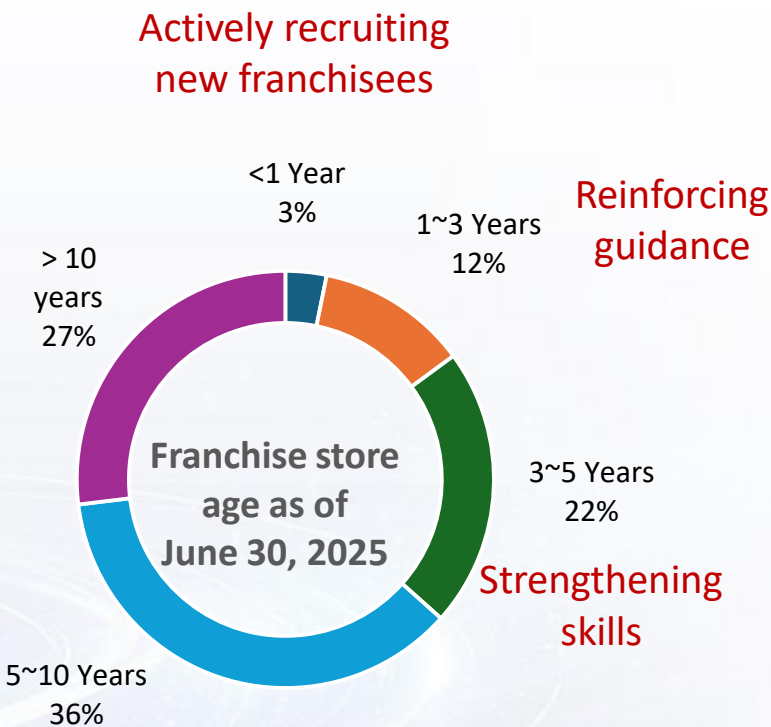 Actively recruiting
new franchisees
<1 Year
3%
Reinforcing
guidance
1~3 Years
12%
> 10
years
27%
Franchise store
age as of
June 30, 2025
3~5 Years
22%
Strengthening
skills
5~10 Years
36%